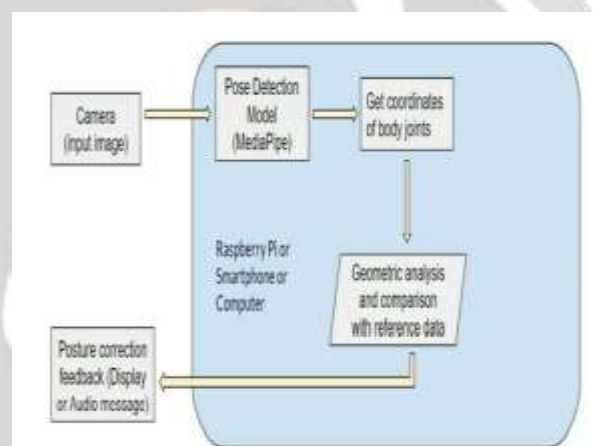 Camera
(input image)
Pose Detection
Model
(MediaPipe)
Get coordinates
of body joints
Raspberry Pi or
Smartphone or
Computer
Geometric analysis
and comparison
with reference data
Posture correction
feedback (Display
or Audio message)